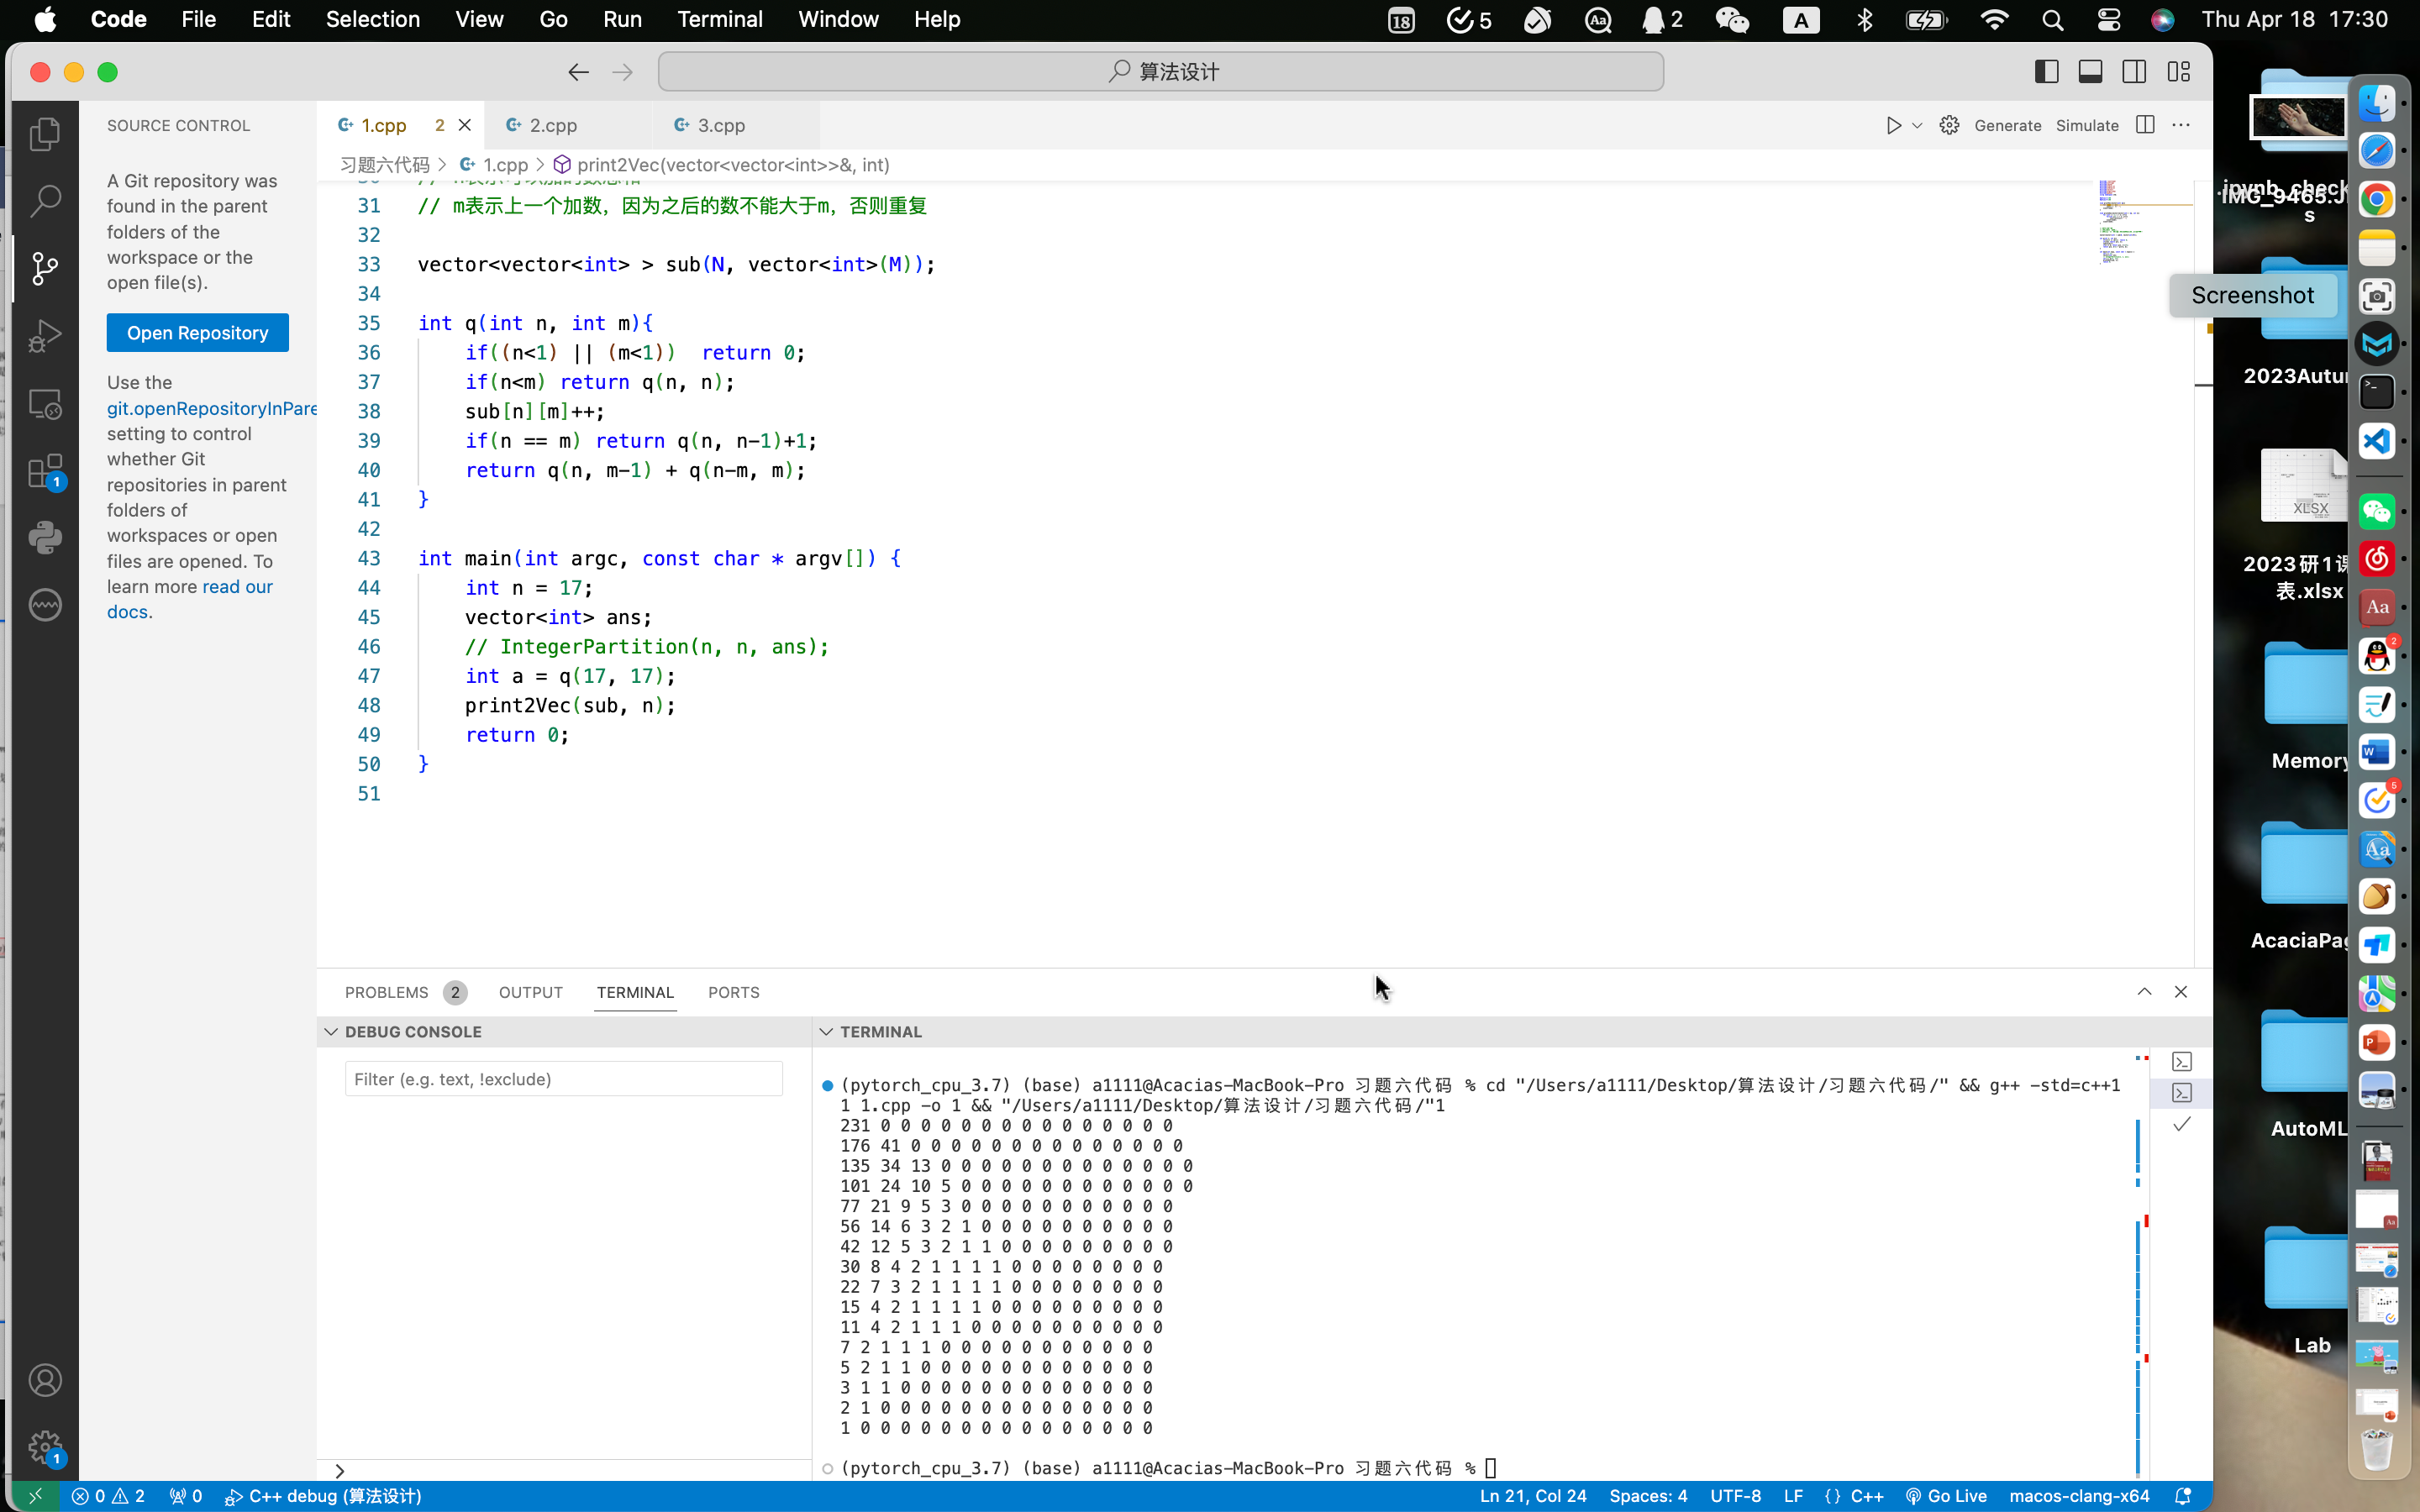 Code File Edit Selection View Go Run Terminal Window Help 18 5 Aa 2 A Thu Apr 18 17:30
算法设计
SOURCE CONTROL
A Git repository was
found in the parent
folders of the
workspace or the
open file(s).
Open Repository
Use the
git.openRepositoryInPare
setting to control
whether Git
repositories in parent
folders of
workspaces or open
files are opened. To
learn more read our
docs.
1.cpp 2 2.cpp 3.cpp Generate Simulate
习题六代码 > 1.cpp > print2Vec(vector<vector<int>>&, int)
31 // m表示上一个加数，因为之后的数不能大于m，否则重复
32
33 vector<vector<int> > sub(N, vector<int>(M));
34
35 int q(int n, int m){
36 if((n<1) || (m<1)) return 0;
37 if(n<m) return q(n, n);
38 sub[n][m]++;
39 if(n == m) return q(n, n-1)+1;
40 return q(n, m-1) + q(n-m, m);
41 }
42
43 int main(int argc, const char * argv[]) {
44 int n = 17;
45 vector<int> ans;
46 // IntegerPartition(n, n, ans);
47 int a = q(17, 17);
48 print2Vec(sub, n);
49 return 0;
50 }
51
PROBLEMS 2 OUTPUT TERMINAL PORTS
DEBUG CONSOLE
Filter (e.g. text, !exclude)
TERMINAL
(pytorch_cpu_3.7) (base) a1111@Acacias-MacBook-Pro 习题六代码 % cd "/Users/a1111/Desktop/算法设计/习题六代码/" && g++ -std=c++1
1 1.cpp -o 1 && "/Users/a1111/Desktop/算法设计/习题六代码/"1
231 0 0 0 0 0 0 0 0 0 0 0 0 0 0 0
176 41 0 0 0 0 0 0 0 0 0 0 0 0 0 0
135 34 13 0 0 0 0 0 0 0 0 0 0 0 0 0
101 24 10 5 0 0 0 0 0 0 0 0 0 0 0 0
77 21 9 5 3 0 0 0 0 0 0 0 0 0 0 0
56 14 6 3 2 1 0 0 0 0 0 0 0 0 0 0
42 12 5 3 2 1 1 0 0 0 0 0 0 0 0 0
30 8 4 2 1 1 1 1 0 0 0 0 0 0 0 0
22 7 3 2 1 1 1 1 0 0 0 0 0 0 0 0
15 4 2 1 1 1 1 0 0 0 0 0 0 0 0 0
11 4 2 1 1 1 0 0 0 0 0 0 0 0 0 0
7 2 1 1 1 0 0 0 0 0 0 0 0 0 0 0
5 2 1 1 0 0 0 0 0 0 0 0 0 0 0 0
3 1 1 0 0 0 0 0 0 0 0 0 0 0 0 0
2 1 0 0 0 0 0 0 0 0 0 0 0 0 0 0
1 0 0 0 0 0 0 0 0 0 0 0 0 0 0 0
(pytorch_cpu_3.7) (base) a1111@Acacias-MacBook-Pro 习题六代码 %
0 2 0 C++ debug (算法设计) Ln 21, Col 24 Spaces: 4 UTF-8 LF {} C++ Go Live macos-clang-x64
Screenshot
2023Autu
XLSX
2023研1课
表.xlsx
Memory
AcaciaPa
AutoML
Lab